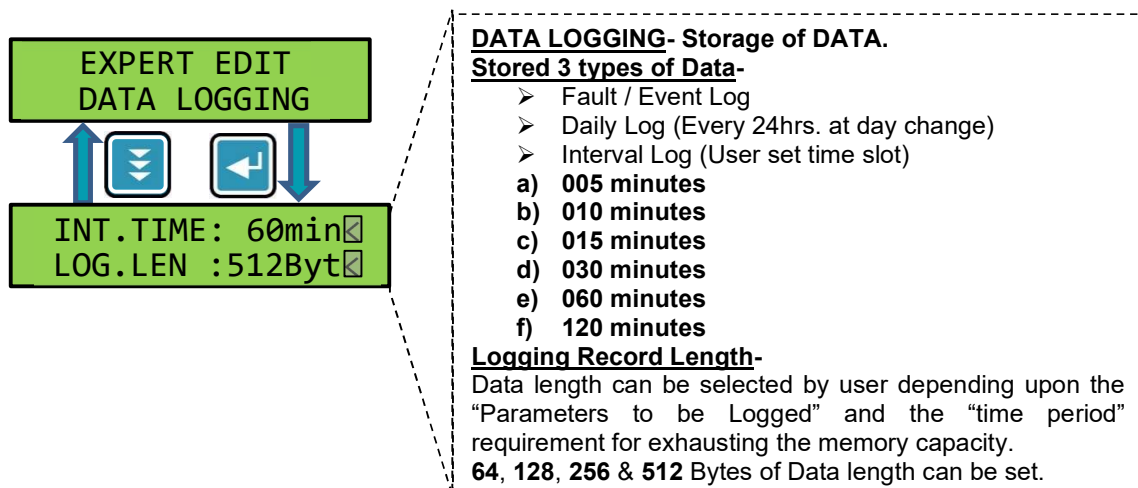 EXPERT EDIT
DATA LOGGING
INT.TIME: 60min
LOG.LEN :512Byt
DATA LOGGING- Storage of DATA.
Stored 3 types of Data-
➢ Fault / Event Log
➢ Daily Log (Every 24hrs. at day change)
➢ Interval Log (User set time slot)
a) 005 minutes
b) 010 minutes
c) 015 minutes
d) 030 minutes
e) 060 minutes
f) 120 minutes
Logging Record Length-
Data length can be selected by user depending upon the
“Parameters to be Logged” and the “time period”
requirement for exhausting the memory capacity.
64, 128, 256 & 512 Bytes of Data length can be set.